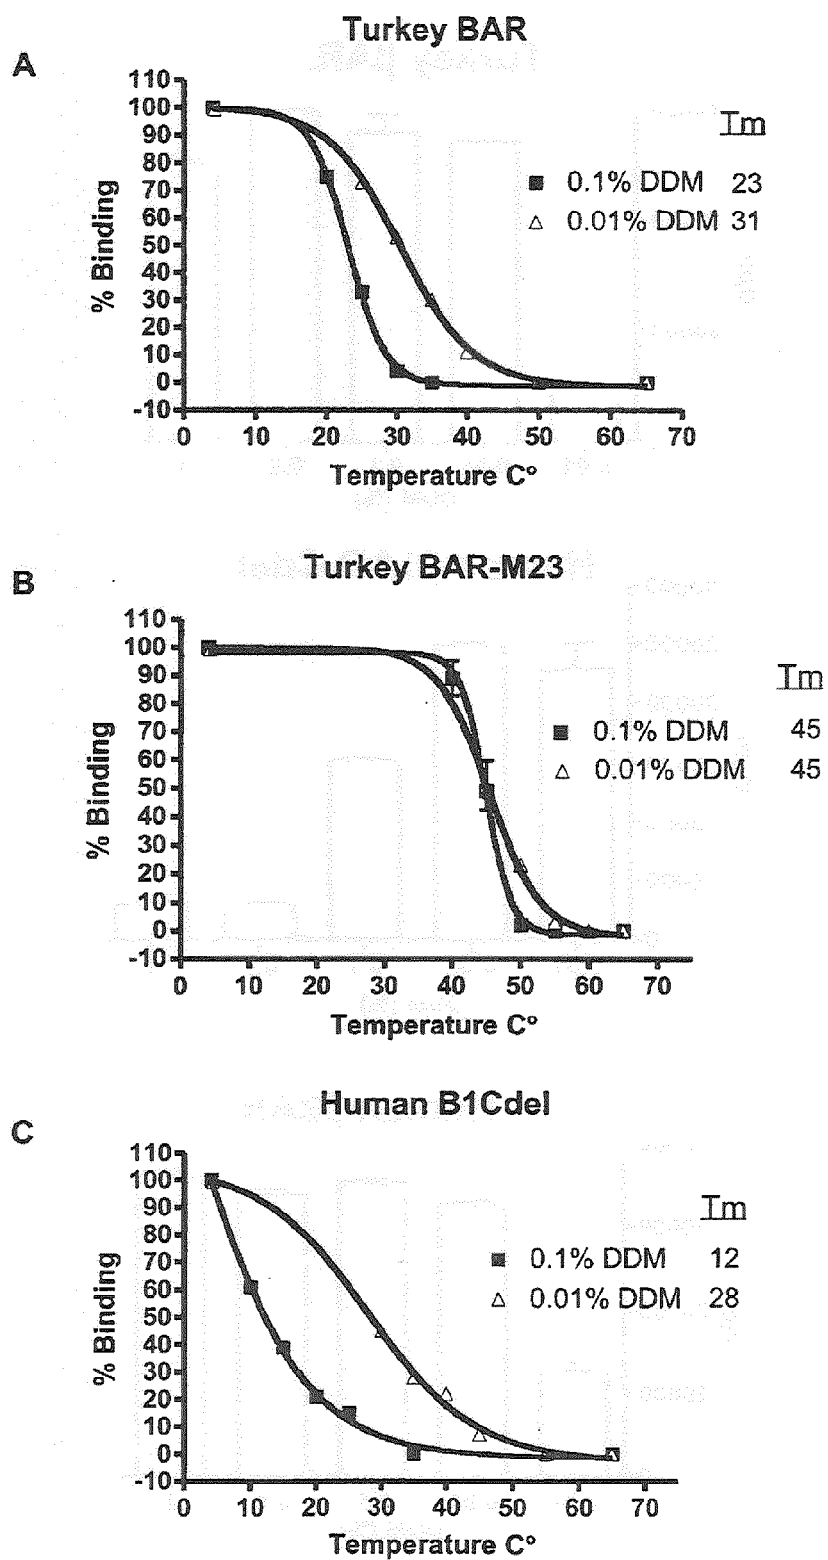 Turkey BAR
A
110
100
90
80
70
60
50
40
30
20
10
0
-10
% Binding
Tm
0.1% DDM 23
0.01% DDM 31
0 10 20 30 40 50 60 70
Temperature C°
Turkey BAR-M23
B
110
100
90
80
70
60
50
40
30
20
10
0
-10
% Binding
Tm
0.1% DDM 45
0.01% DDM 45
0 10 20 30 40 50 60 70
Temperature C°
Human B1Cdel
C
110
100
90
80
70
60
50
40
30
20
10
0
-10
% Binding
Tm
0.1% DDM 12
0.01% DDM 28
0 10 20 30 40 50 60 70
Temperature C°